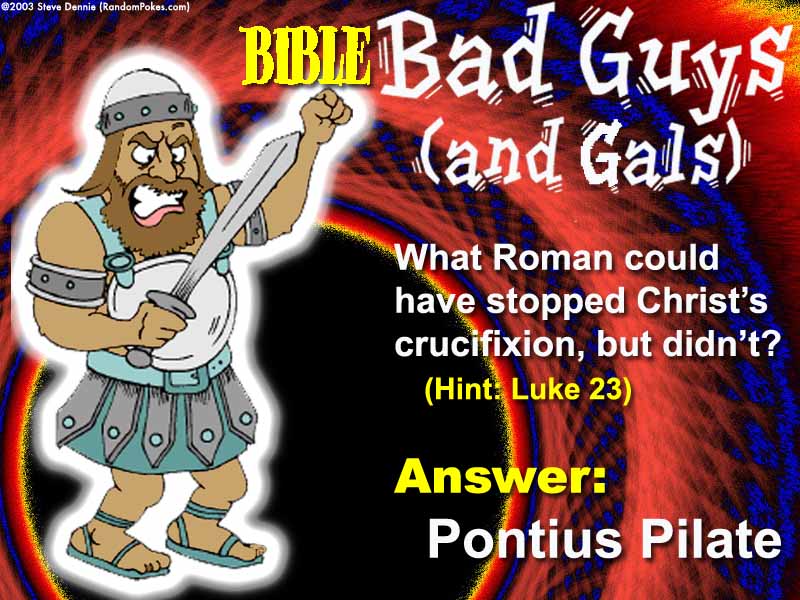 ©2003 Steve Dennie (RandomPokes.com)
BIBLE Bad Guys
(and Gals)
What Roman could
have stopped Christ’s
crucifixion, but didn’t?
(Hint: Luke 23)
Answer:
Pontius Pilate